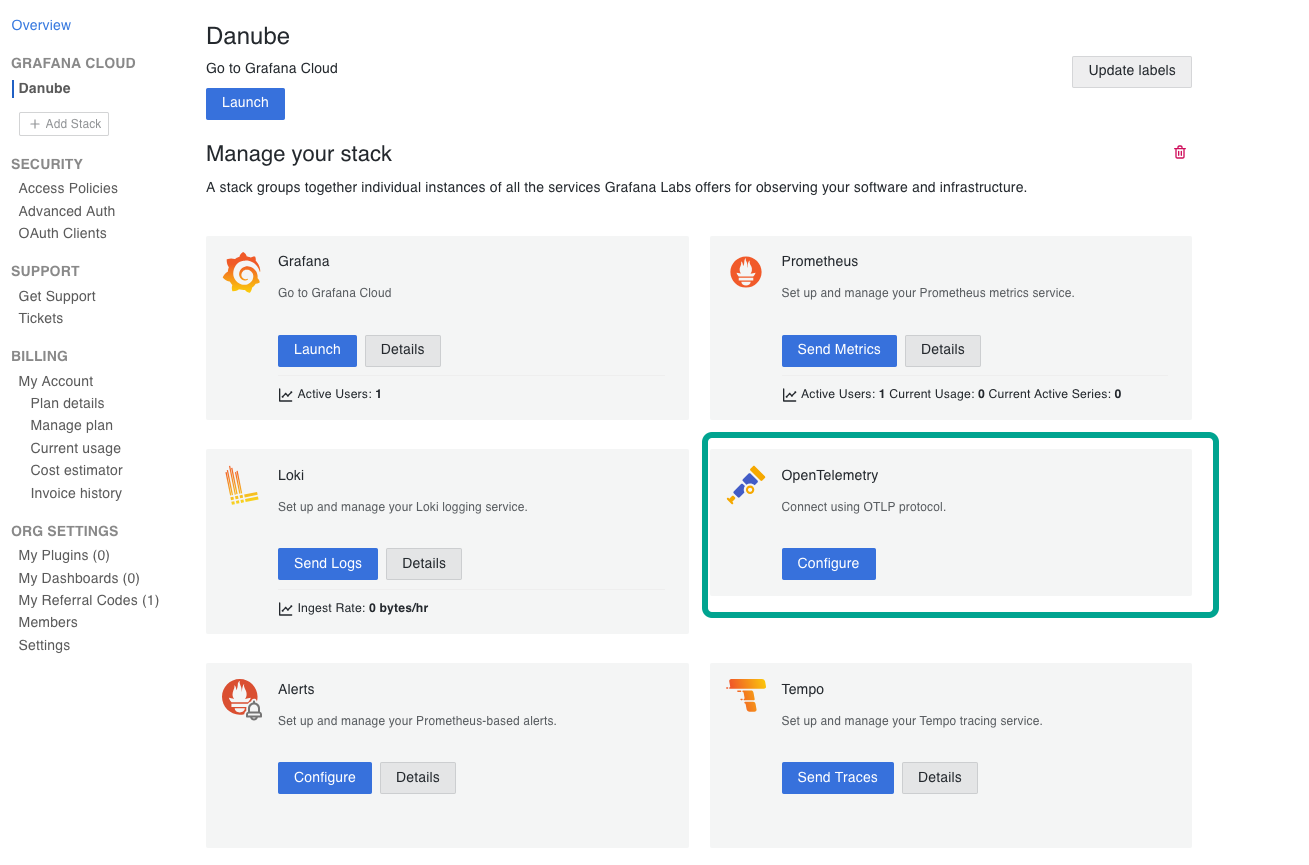 Overview
GRAFANA CLOUD
Danube
+ Add Stack
SECURITY
Access Policies
Advanced Auth
OAuth Clients
SUPPORT
Get Support
Tickets
BILLING
My Account
Plan details
Manage plan
Current usage
Cost estimator
Invoice history
ORG SETTINGS
My Plugins (0)
My Dashboards (0)
My Referral Codes (1)
Members
Settings
Danube
Go to Grafana Cloud
Launch
Update labels
Manage your stack
A stack groups together individual instances of all the services Grafana Labs offers for observing your software and infrastructure.
Grafana
Go to Grafana Cloud
Launch
Details
Active Users: 1
Prometheus
Set up and manage your Prometheus metrics service.
Send Metrics
Details
Active Users: 1 Current Usage: 0 Current Active Series: 0
Loki
Set up and manage your Loki logging service.
Send Logs
Details
Ingest Rate: 0 bytes/hr
OpenTelemetry
Connect using OTLP protocol.
Configure
Alerts
Set up and manage your Prometheus-based alerts.
Configure
Details
Tempo
Set up and manage your Tempo tracing service.
Send Traces
Details